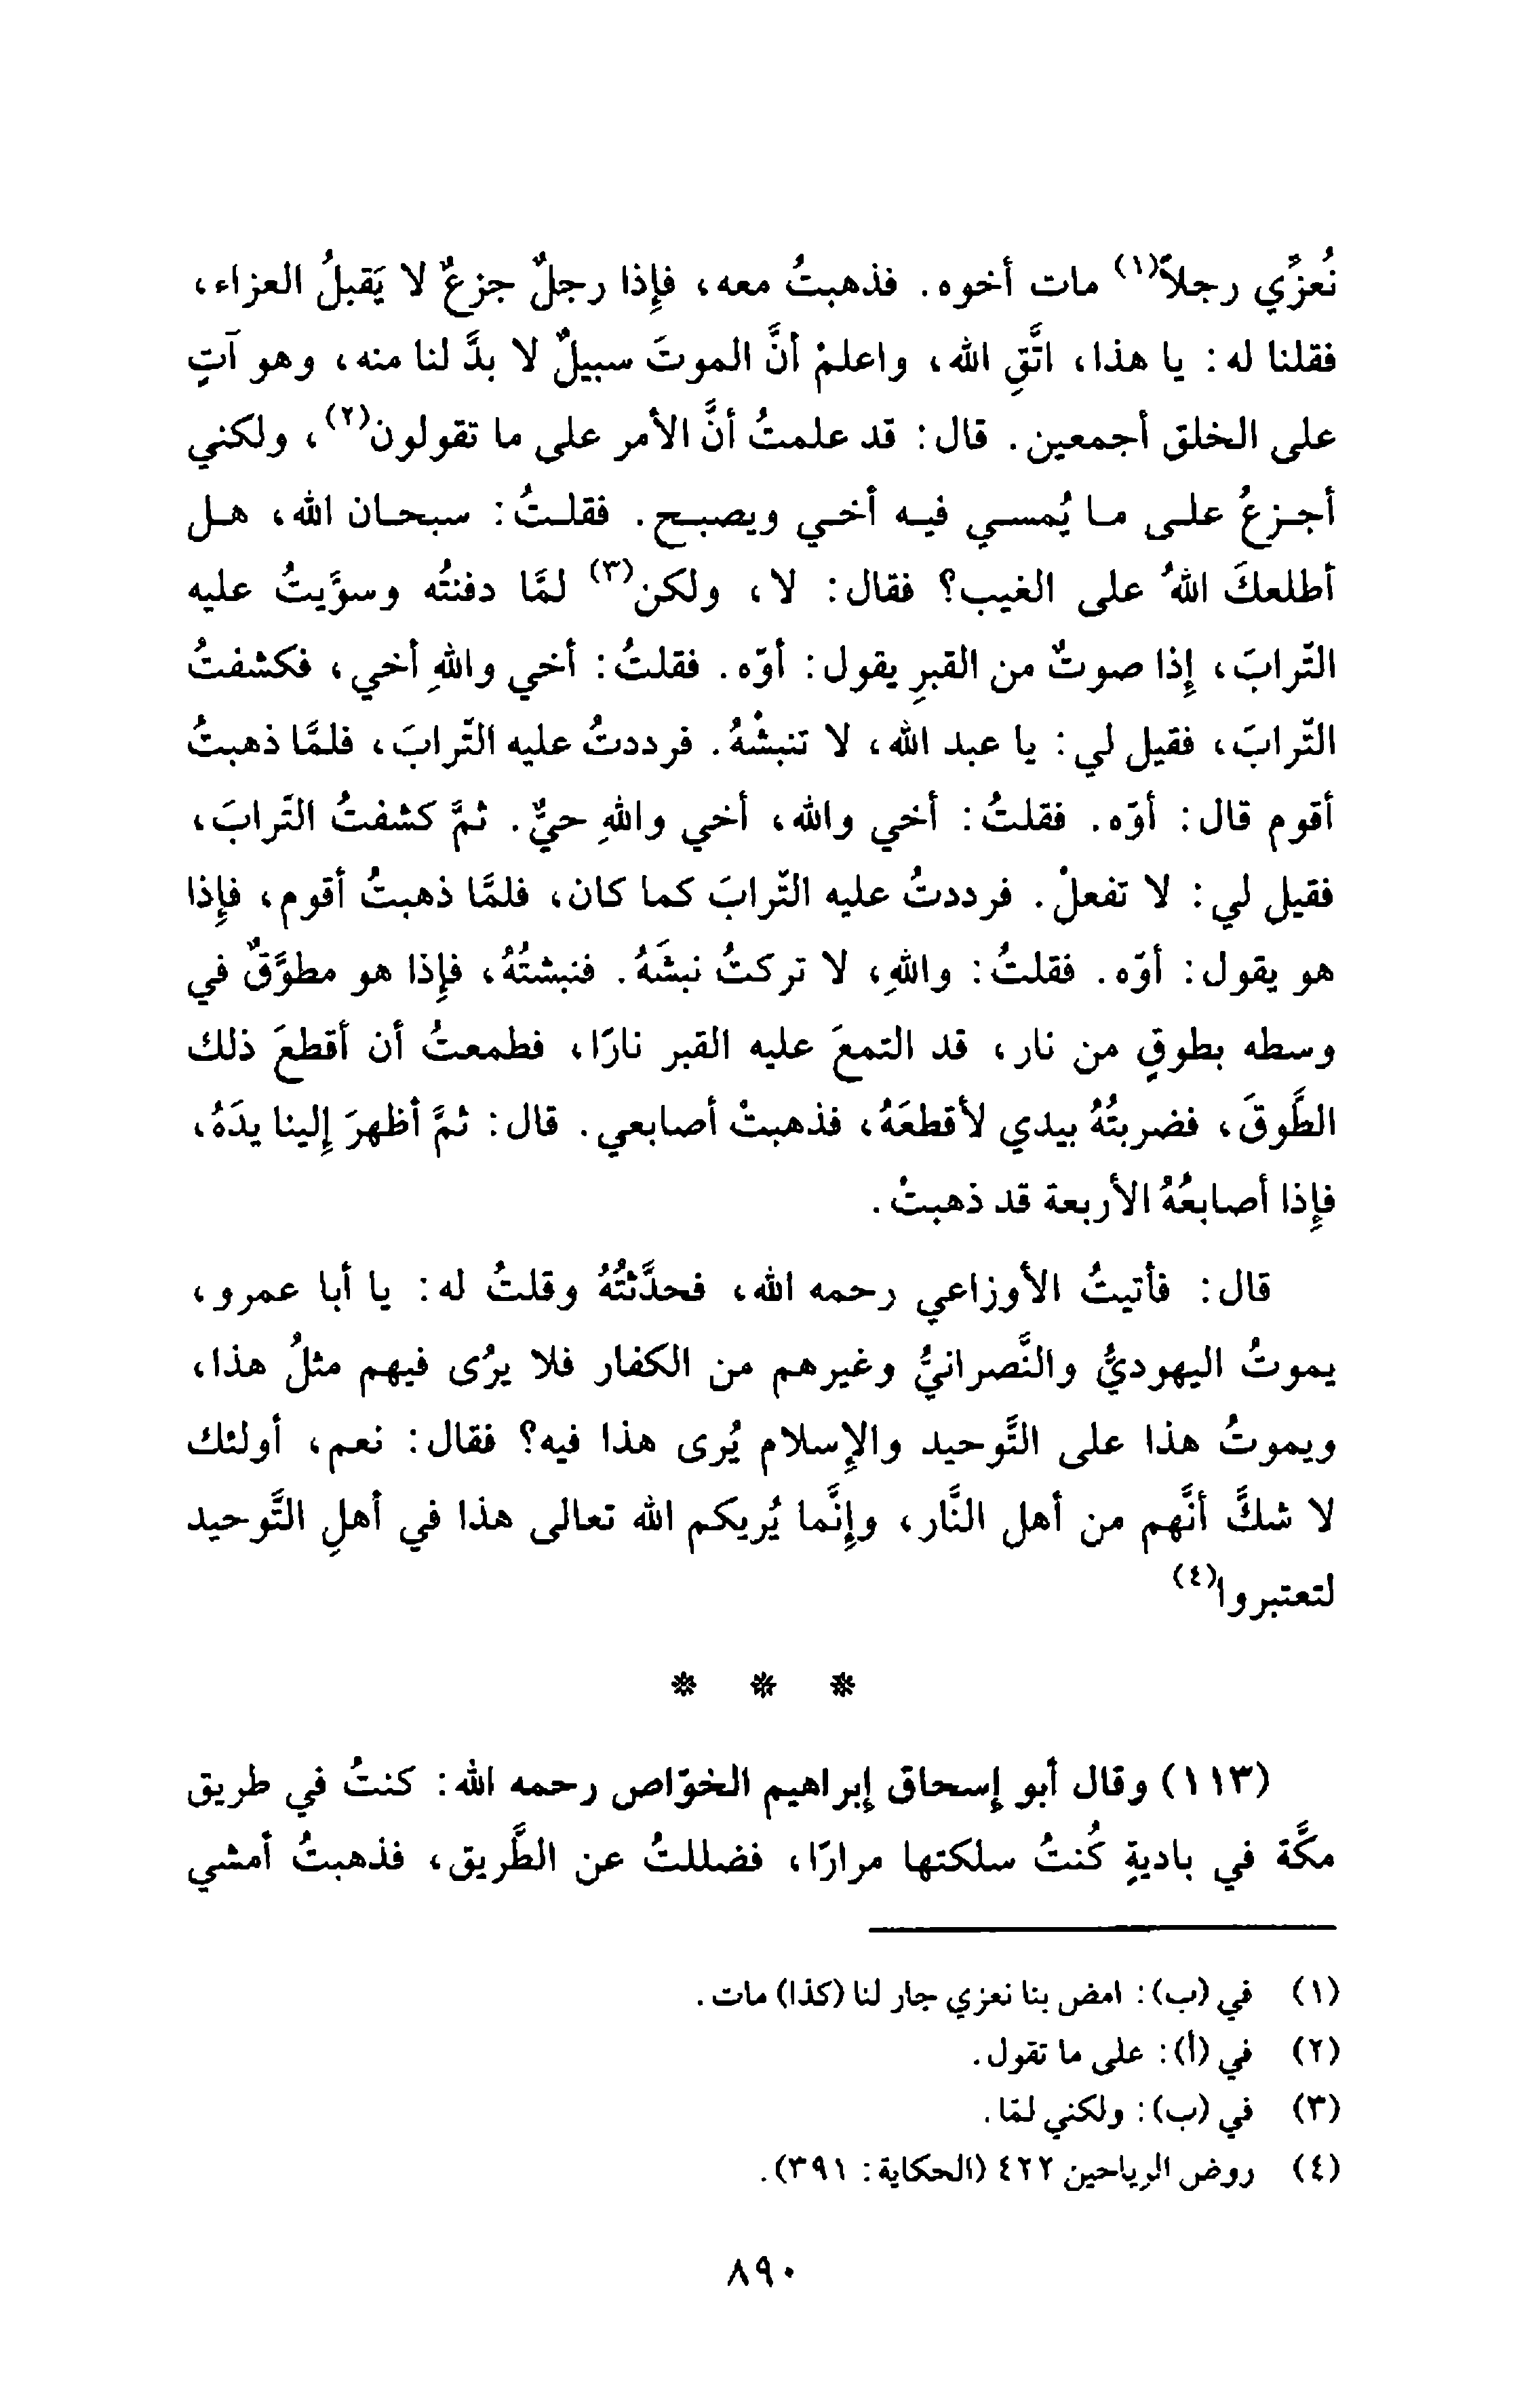 نُعزِّي رجلاً(١) مات أخوه. فذهبتُ معه، فإذا رجلٌ جزعٌ لا يَقبلُ العزاء،
فقلنا له: يا هذا، اتَّقِ الله، واعلمْ أنَّ الموتَ سبيلٌ لا بدَّ لنا منه، وهو آتٍ
على الخلق أجمعين. قال: قد علمتُ أنَّ الأمر على ما تقولون(٢)، ولكني
أجزعُ على ما يُمسي فيه أخي ويصبح. فقلتُ: سبحان الله، هل
أطلعكَ اللهُ على الغيب؟ فقال: لا، ولكن(٣) لمَّا دفنتُه وسوَّيتُ عليه
التّرابَ، إذا صوتٌ من القبرِ يقول: أوّه. فقلتُ: أخي واللهِ أخي، فكشفتُ
التّرابَ، فقيل لي: يا عبد الله، لا تنبشْهُ. فرددتُ عليه التّرابَ، فلمَّا ذهبتُ
أقوم قال: أوّه. فقلتُ: أخي والله، أخي واللهِ حيٌّ. ثمَّ كشفتُ التّرابَ،
فقيل لي: لا تفعلْ. فرددتُ عليه التّرابَ كما كان، فلمَّا ذهبتُ أقوم، فإذا
هو يقول: أوّه. فقلتُ: واللهِ، لا تركتُ نبشَهُ. فنبشتُهُ، فإذا هو مطوَّقٌ في
وسطه بطوقٍ من نار، قد التمعَ عليه القبر نارًا، فطمعتُ أن أقطعَ ذلك
الطَّوقَ، فضربتُهُ بيدي لأقطعَهُ، فذهبتْ أصابعي. قال: ثمَّ أظهرَ إلينا يدَهُ،
فإذا أصابعُهُ الأربعة قد ذهبتْ.
قال: فأتيتُ الأوزاعي رحمه الله، فحدَّثتُهُ وقلتُ له: يا أبا عمرو،
يموتُ اليهوديُّ والنَّصرانيُّ وغيرهم من الكفار فلا يرُى فيهم مثلُ هذا،
ويموتُ هذا على التَّوحيد والإسلام يُرى هذا فيه؟ فقال: نعم، أولئك
لا شكَّ أنَّهم من أهل النَّار، وإنَّما يُريكم الله تعالى هذا في أهلِ التَّوحيد
لتعتبروا(٤)
* * *
(١١٣) وقال أبو إسحاق إبراهيم الخوّاص رحمه الله: كنتُ في طريق
مكَّة في باديةٍ كُنتُ سلكتها مرارًا، فضللتُ عن الطَّريق، فذهبتُ أمشي
(١) في (ب): امض بنا نعزي جار لنا (كذا) مات.
(٢) في (أ): على ما تقول.
(٣) في (ب): ولكني لمّا.
(٤) روض الرياحين ٤٢٢ (الحكاية: ٣٩١).
٨٩٠